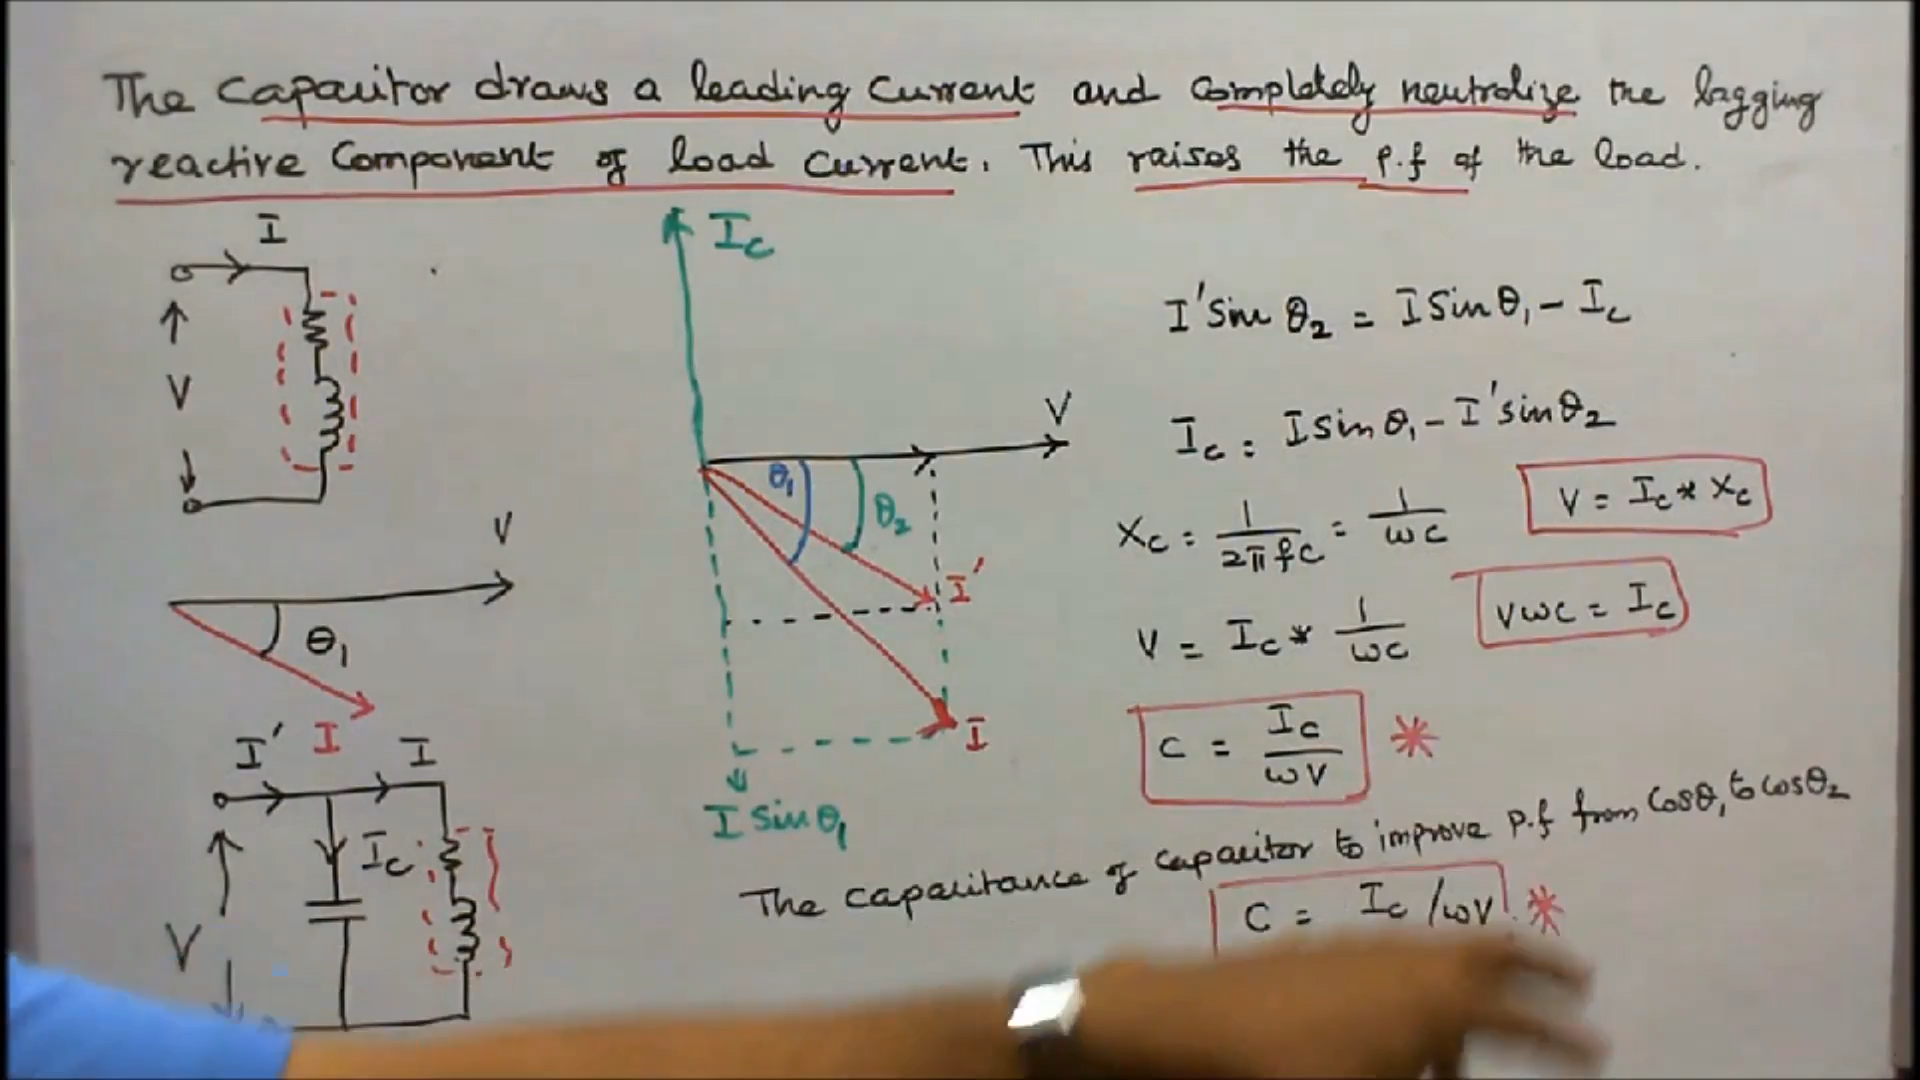 The Capacitor draws a leading Current and Completely neutralize the lagging
reactive Component of load Current. This raises the p.f of the load.
I
V
V
θ1
I
I' I
Ic
V
Ic
V
θ1
θ2
I'
I
I sin θ1
I' Sin θ2 = I Sin θ1 - Ic
Ic = I sin θ1 - I' sin θ2
Xc = 1/2πfC = 1/ωC
V = Ic * Xc
V = Ic * 1/ωC
VωC = Ic
C = Ic/ωV *
The Capacitance of Capacitor to improve p.f from Cosθ1 to Cosθ2
C = Ic / ωV. *